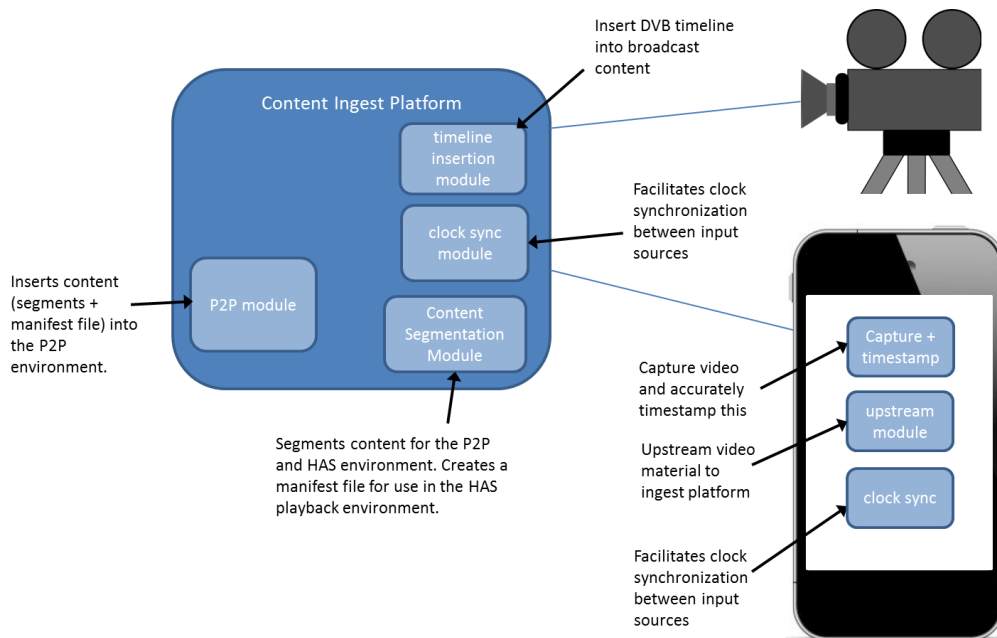 Insert DVB timeline
into broadcast
content
Content Ingest Platform
timeline
insertion
module
Facilitates clock
synchronization
between input
sources
clock sync
module
Inserts content
(segments +
manifest file) into
the P2P
environment.
P2P module
Content
Segmentation
Module
Capture +
timestamp
Capture video
and accurately
timestamp this
upstream
module
Segments content for the P2P
and HAS environment. Creates a
manifest file for use in the HAS
playback environment.
Upstream video
material to
ingest platform
clock sync
Facilitates clock
synchronization
between input
sources